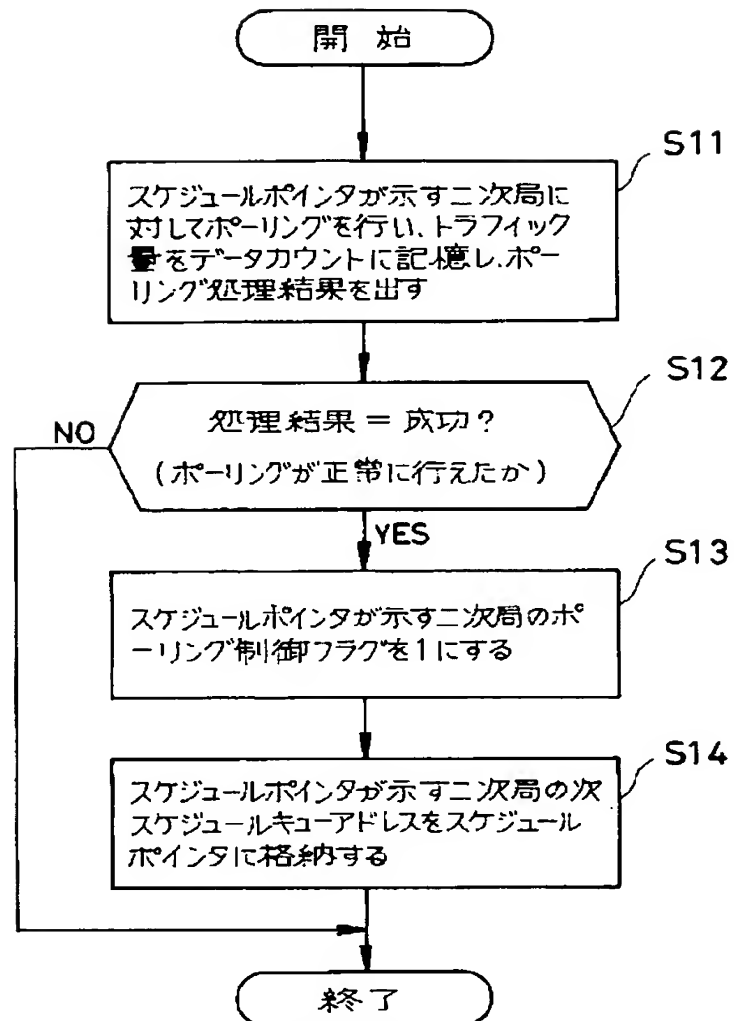 開 始
S11
スケジュールポインタが示す二次局に
対してポーリングを行い、トラフィック
量をデータカウントに記憶し、ポー
リング処理結果を出す
S12
処理結果 = 成功?
(ポーリングが正常に行えたか)
NO
YES
S13
スケジュールポインタが示す二次局のポ
ーリング制御フラグを1にする
S14
スケジュールポインタが示す二次局の次
スケジュールキューアドレスをスケジュール
ポインタに格納する
終了